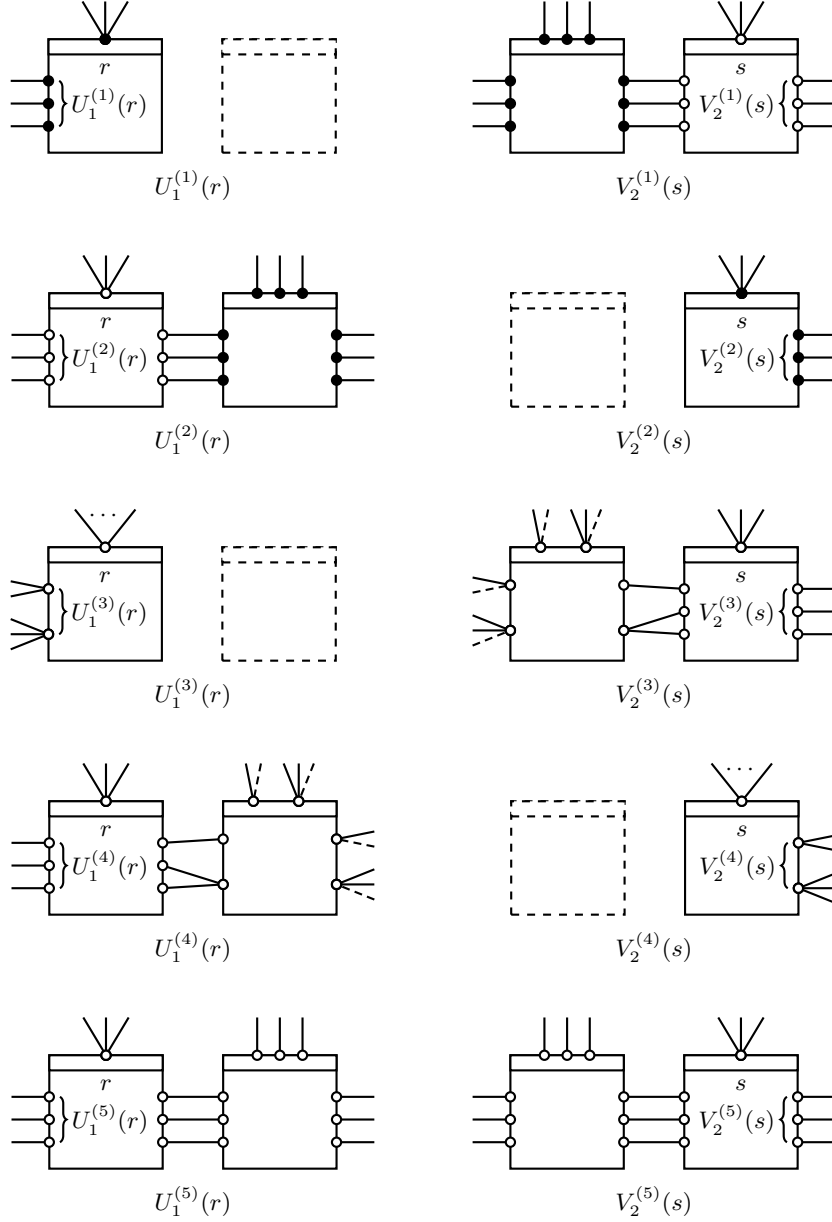 r s
U_1^{(1)}(r) V_2^{(1)}(s)
U_1^{(1)}(r) V_2^{(1)}(s)
r s
U_1^{(2)}(r) V_2^{(2)}(s)
U_1^{(2)}(r) V_2^{(2)}(s)
... 
r s
U_1^{(3)}(r) V_2^{(3)}(s)
U_1^{(3)}(r) V_2^{(3)}(s)
...
r s
U_1^{(4)}(r) V_2^{(4)}(s)
U_1^{(4)}(r) V_2^{(4)}(s)
r s
U_1^{(5)}(r) V_2^{(5)}(s)
U_1^{(5)}(r) V_2^{(5)}(s)